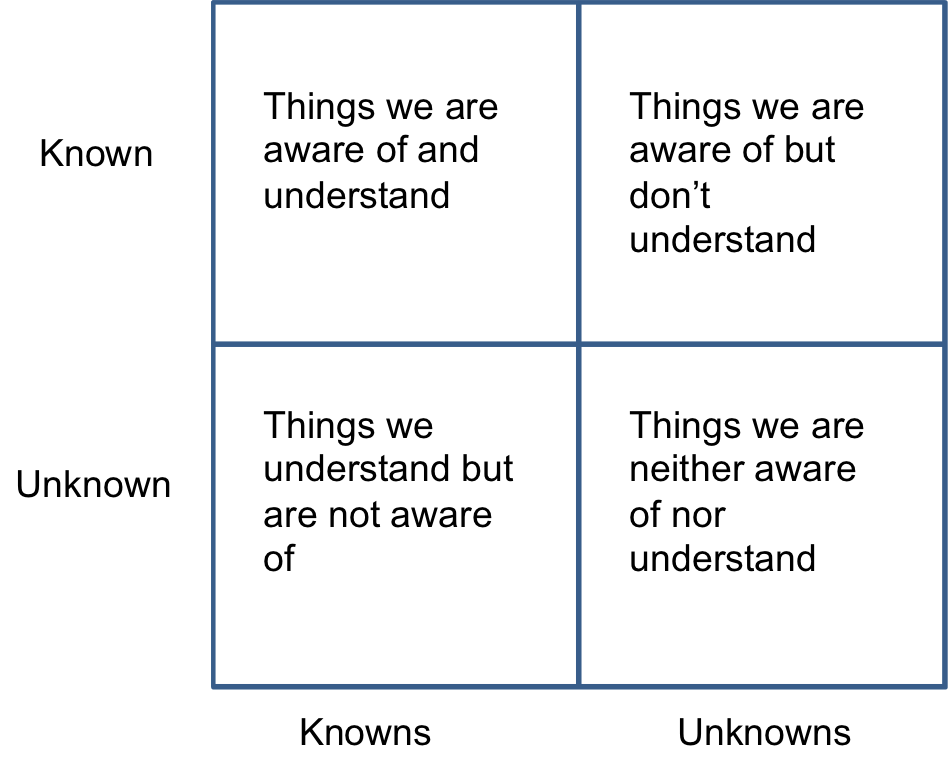 Known
Things we are
aware of and
understand
Things we are
aware of but
don’t
understand
Unknown
Things we
understand but
are not aware
of
Things we are
neither aware
of nor
understand
Knowns
Unknowns